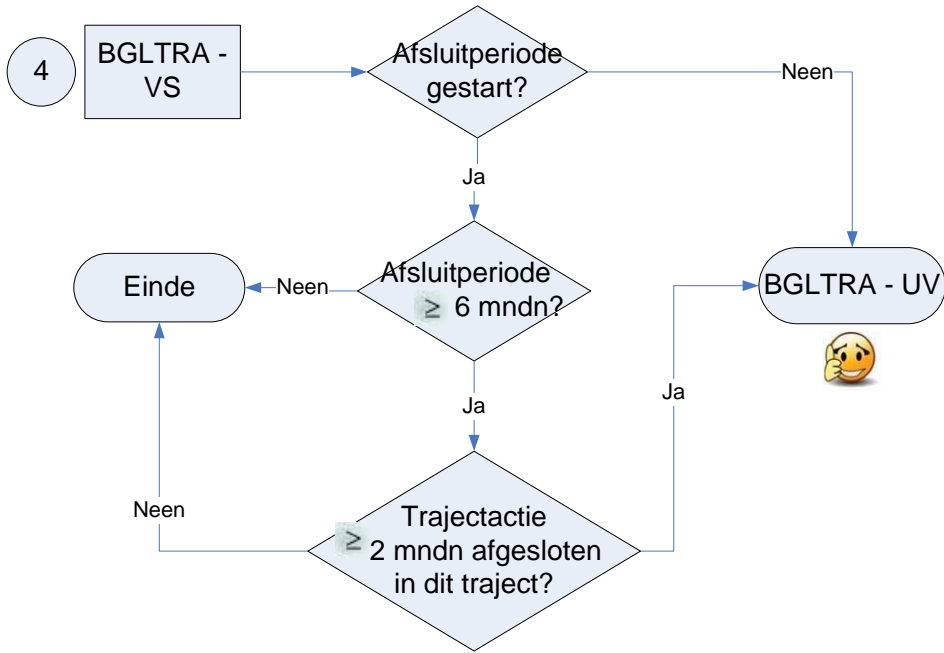 4
BGLTRA -
VS
Afsluitperiode
gestart?
Neen
Ja
Afsluitperiode
≥ 6 mndn?
Neen
Einde
BGLTRA - UV
Ja
Ja
Neen
Trajectactie
≥ 2 mndn afgesloten
in dit traject?